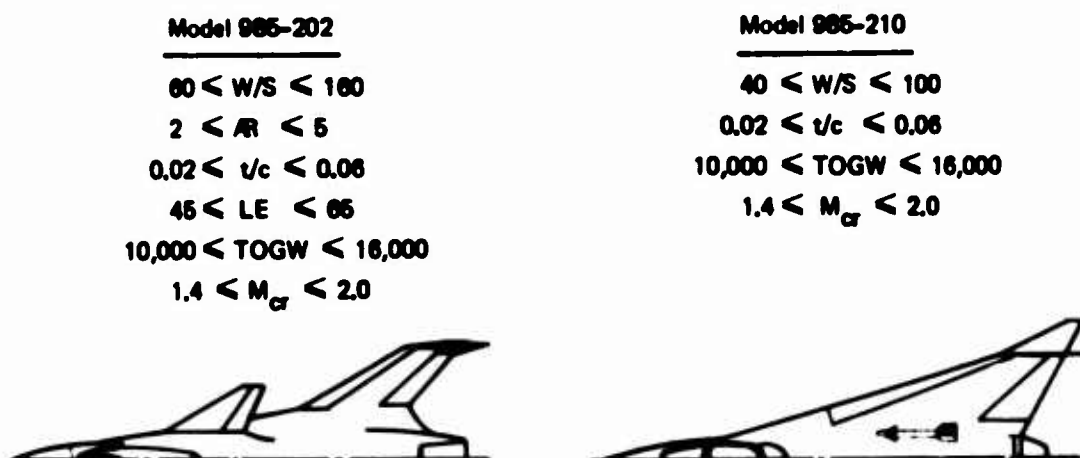 Model 985-202
60 ≤ W/S ≤ 160
2 ≤ AR ≤ 5
0.02 ≤ t/c ≤ 0.06
45 ≤ LE ≤ 65
10,000 ≤ TOGW ≤ 16,000
1.4 ≤ Mcr ≤ 2.0
Model 985-210
40 ≤ W/S ≤ 100
0.02 ≤ t/c ≤ 0.06
10,000 ≤ TOGW ≤ 16,000
1.4 ≤ Mcr ≤ 2.0